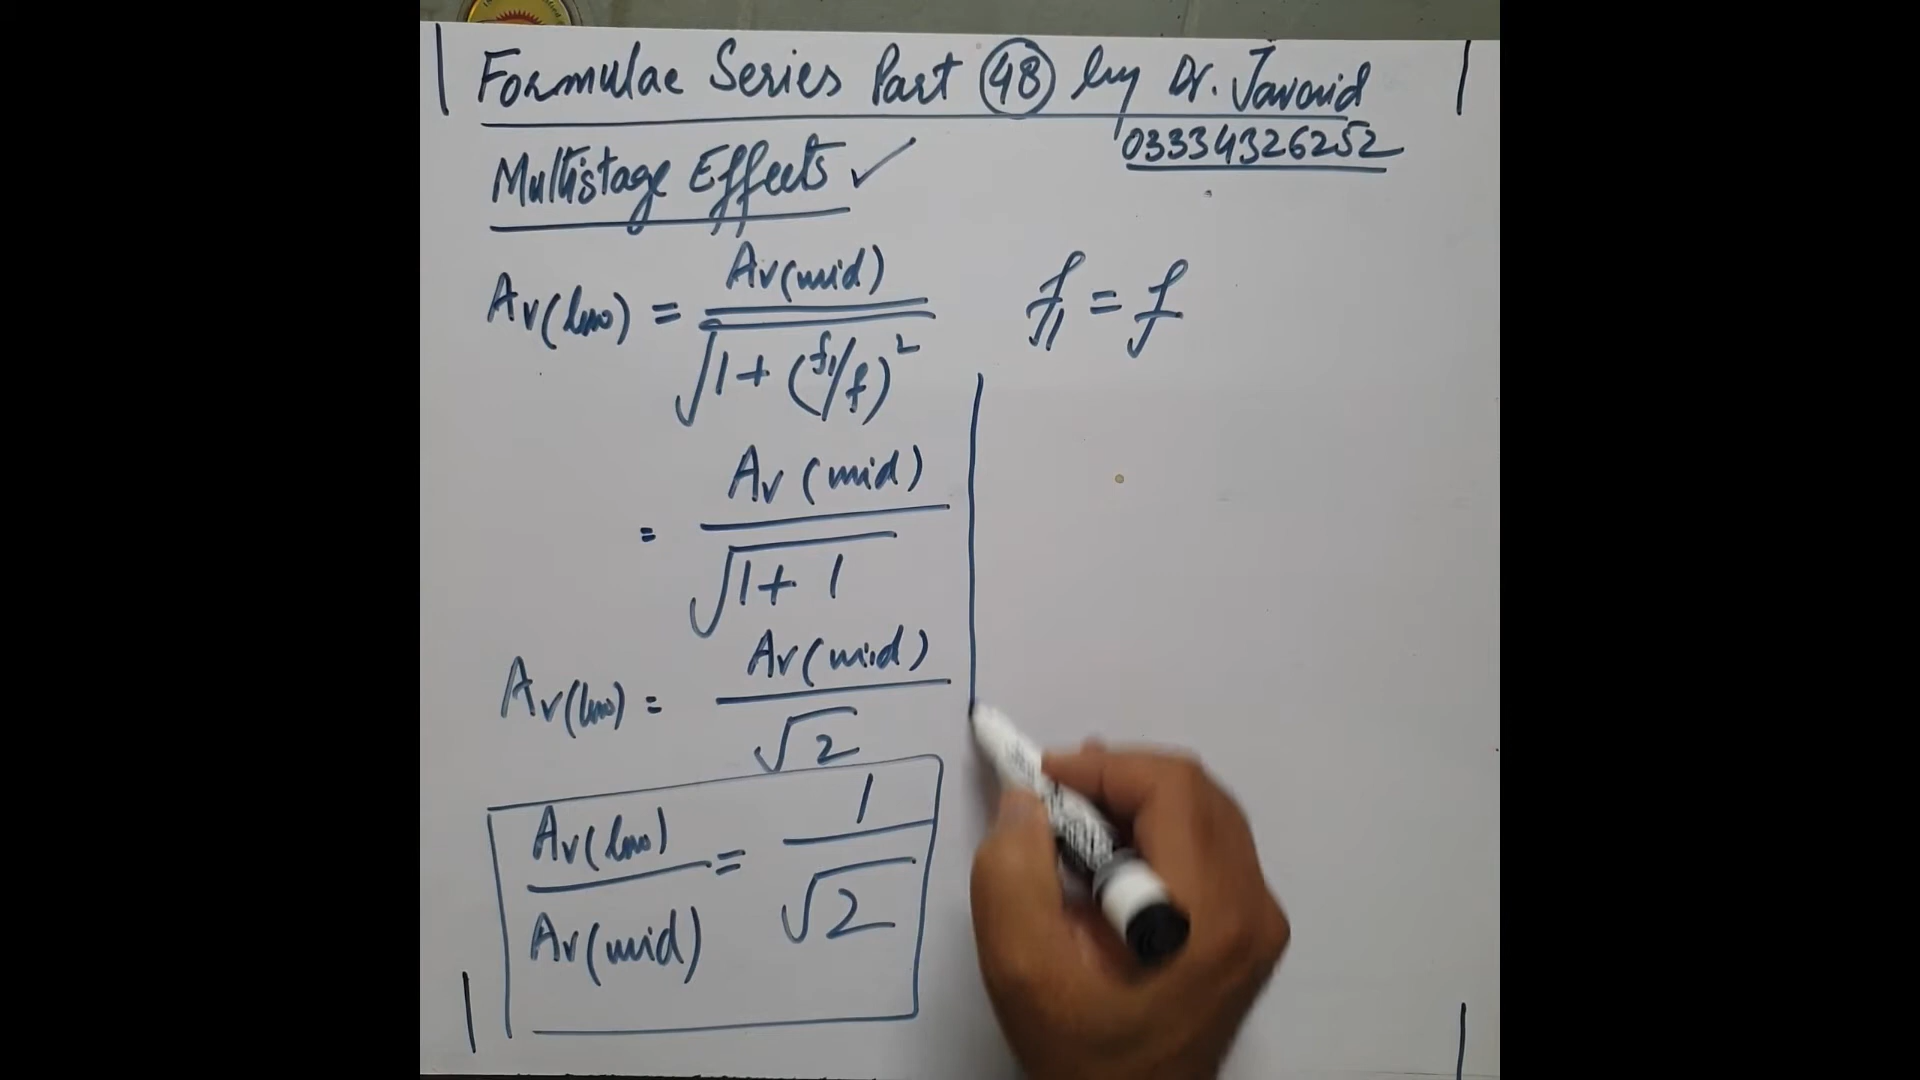 Formulae Series Part 48 by Dr. Javaid
03334326252
Multistage Effects ✓
Av(low) = Av(mid) / √1 + (f1/f)²
f1 = f
= Av(mid) / √1 + 1
Av(low) = Av(mid) / √2
Av(low) / Av(mid) = 1 / √2